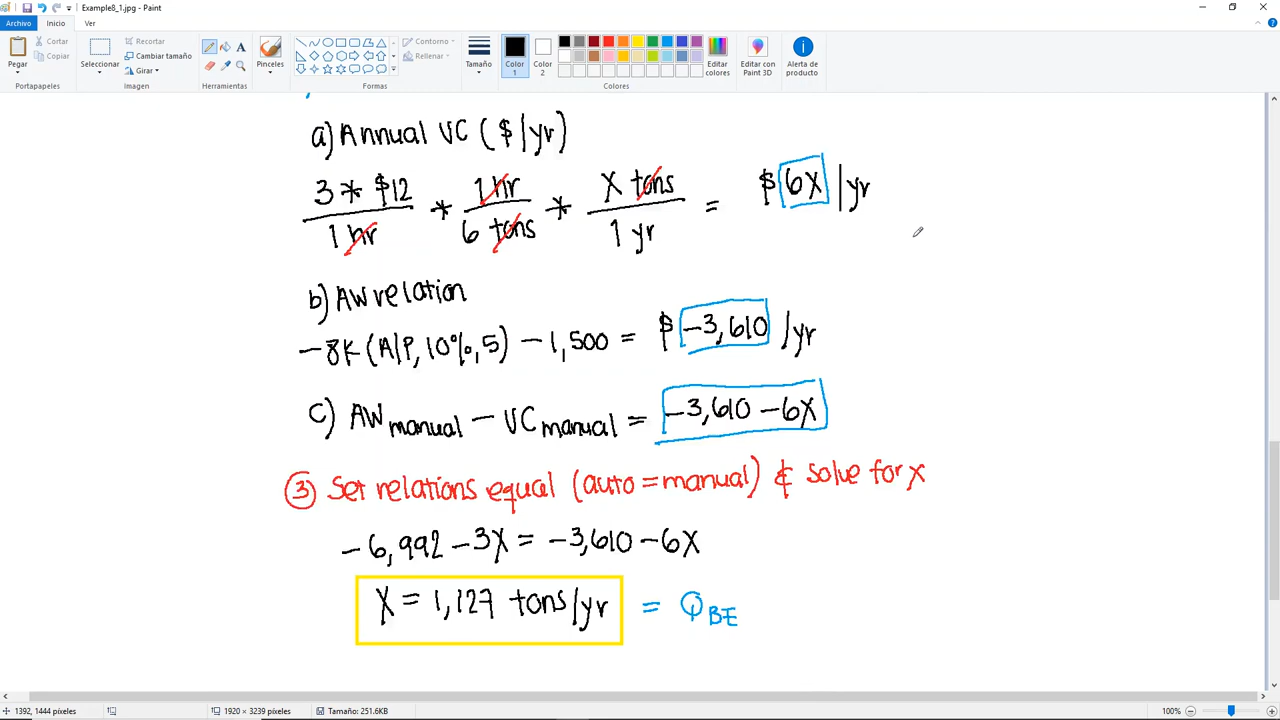 Example8_1.jpg - Paint
Archivo Inicio Ver
Pegar
Cortar
Copiar
Portapapeles
Seleccionar
Recortar
Cambiar tamaño
Girar
Imagen
Herramientas
Pinceles
Contorno
Rellenar
Formas
Tamaño
Color 1
Color 2
Editar colores
Colores
Editar con Paint 3D
Alerta de producto
a) Annual VC ($/yr)
3 * $12 / 1 hr * 1 hr / 6 tons * X tons / 1 yr = $ 6X /yr
b) AW relation
-8K (A/P, 10%, 5) - 1,500 = $ -3,610 /yr
c) AW manual - VC manual = -3,610 - 6X
③ Set relations equal (auto = manual) & solve for X
-6,992 - 3X = -3,610 - 6X
X = 1,127 tons/yr = Q BE
1392, 1444 píxeles
1920 × 3239 píxeles
Tamaño: 251.6KB
100%